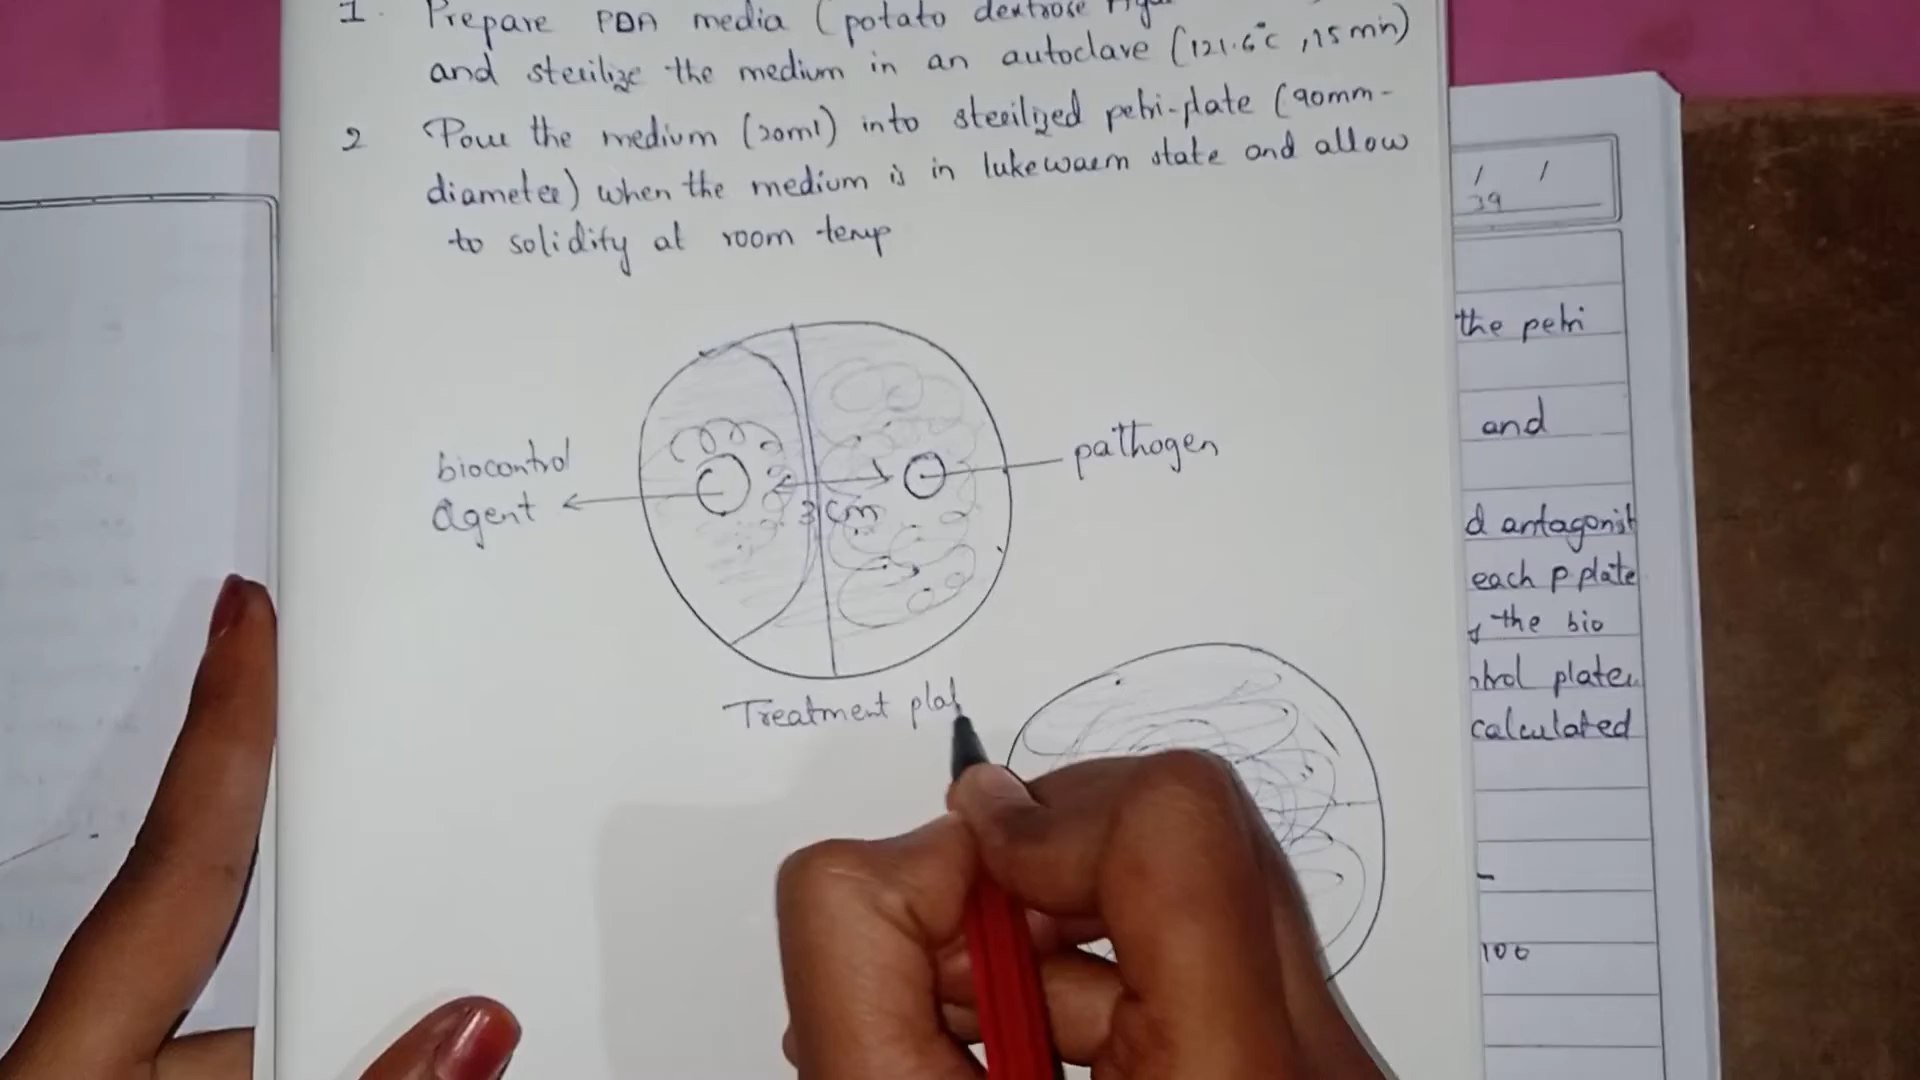 1. Prepare PDA media (potato dextrose
and sterilize the medium in an autoclave (121.6°c, 15 min)
2 Pour the medium (20ml) into sterilized petri-plate (90mm-
diameter) when the medium is in lukewarm state and allow
to solidify at room temp
biocontrol
agent
3 cm
pathogen
Treatment plat
/ /
39
the petri
and
d antagonist
each p plate
the bio
ntrol plate
calculated
100